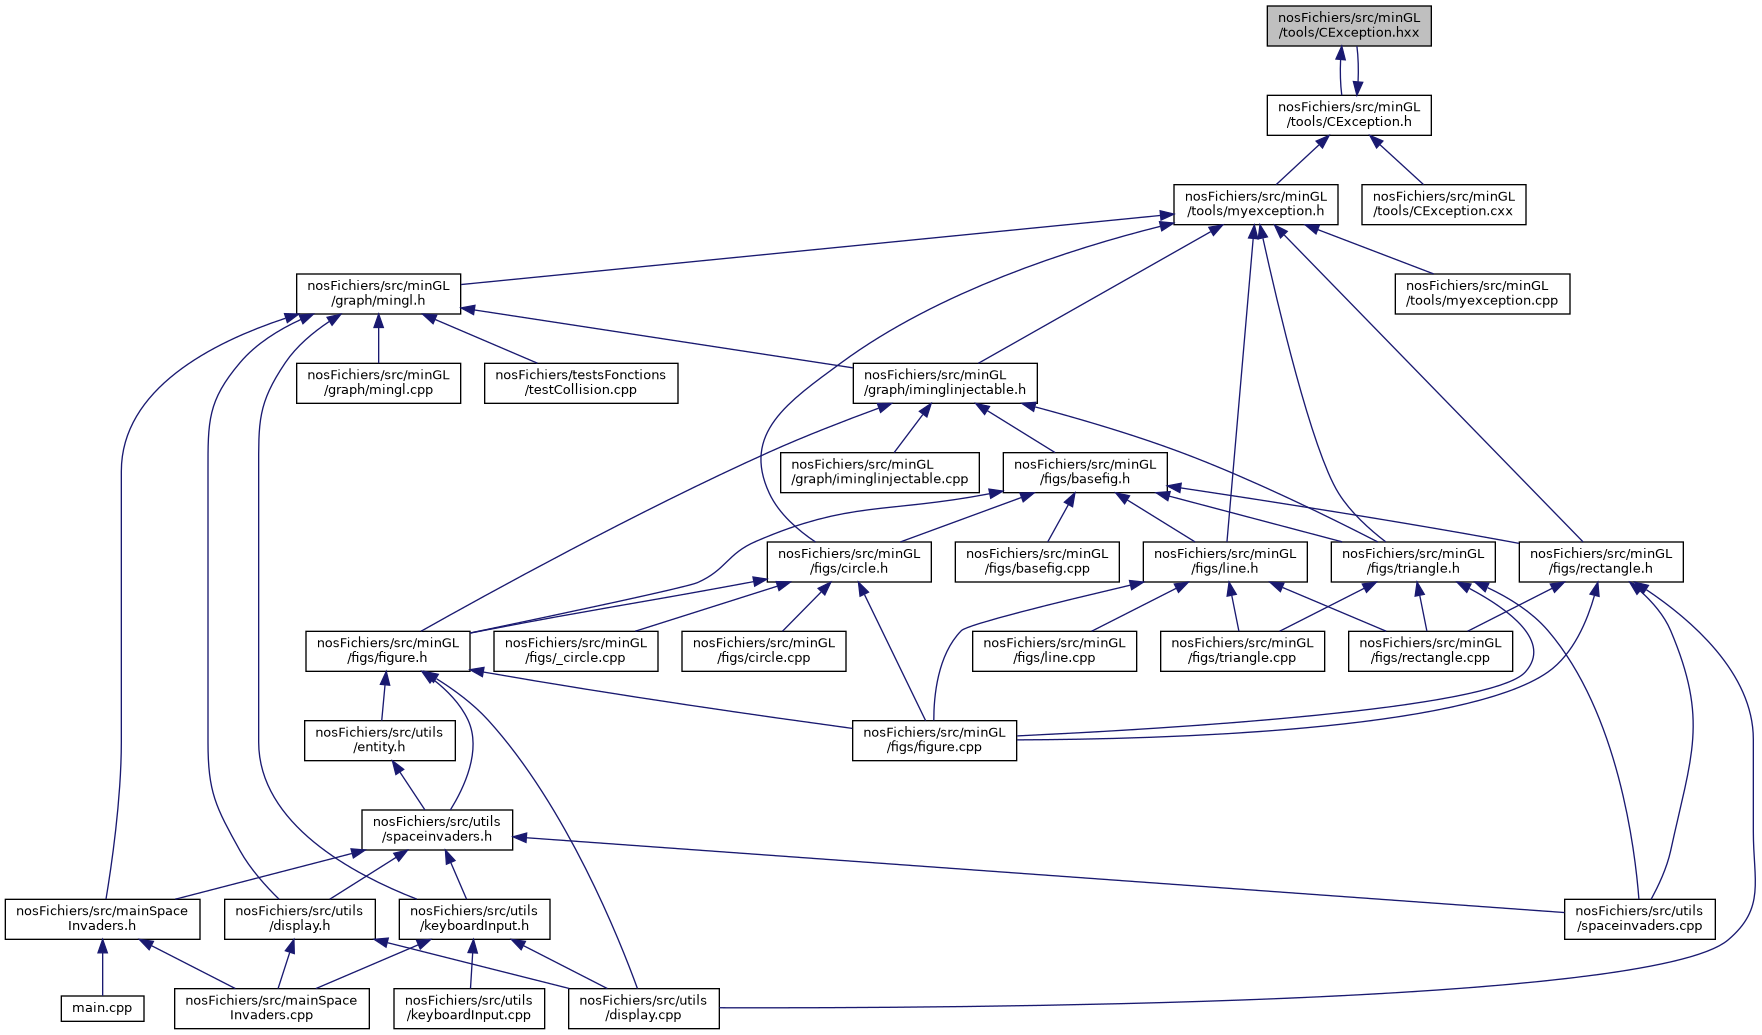 nosFichiers/src/minGL
/tools/CException.hxx
nosFichiers/src/minGL
/tools/CException.h
nosFichiers/src/minGL
/tools/myexception.h
nosFichiers/src/minGL
/tools/CException.cxx
nosFichiers/src/minGL
/graph/mingl.h
nosFichiers/src/minGL
/tools/myexception.cpp
nosFichiers/src/minGL
/graph/mingl.cpp
nosFichiers/testsFonctions
/testCollision.cpp
nosFichiers/src/minGL
/graph/iminglinjectable.h
nosFichiers/src/minGL
/graph/iminglinjectable.cpp
nosFichiers/src/minGL
/figs/basefig.h
nosFichiers/src/minGL
/figs/circle.h
nosFichiers/src/minGL
/figs/basefig.cpp
nosFichiers/src/minGL
/figs/line.h
nosFichiers/src/minGL
/figs/triangle.h
nosFichiers/src/minGL
/figs/rectangle.h
nosFichiers/src/minGL
/figs/figure.h
nosFichiers/src/minGL
/figs/_circle.cpp
nosFichiers/src/minGL
/figs/circle.cpp
nosFichiers/src/minGL
/figs/line.cpp
nosFichiers/src/minGL
/figs/triangle.cpp
nosFichiers/src/minGL
/figs/rectangle.cpp
nosFichiers/src/utils
/entity.h
nosFichiers/src/minGL
/figs/figure.cpp
nosFichiers/src/utils
/spaceinvaders.h
nosFichiers/src/mainSpace
Invaders.h
nosFichiers/src/utils
/display.h
nosFichiers/src/utils
/keyboardInput.h
nosFichiers/src/utils
/spaceinvaders.cpp
main.cpp
nosFichiers/src/mainSpace
Invaders.cpp
nosFichiers/src/utils
/keyboardInput.cpp
nosFichiers/src/utils
/display.cpp